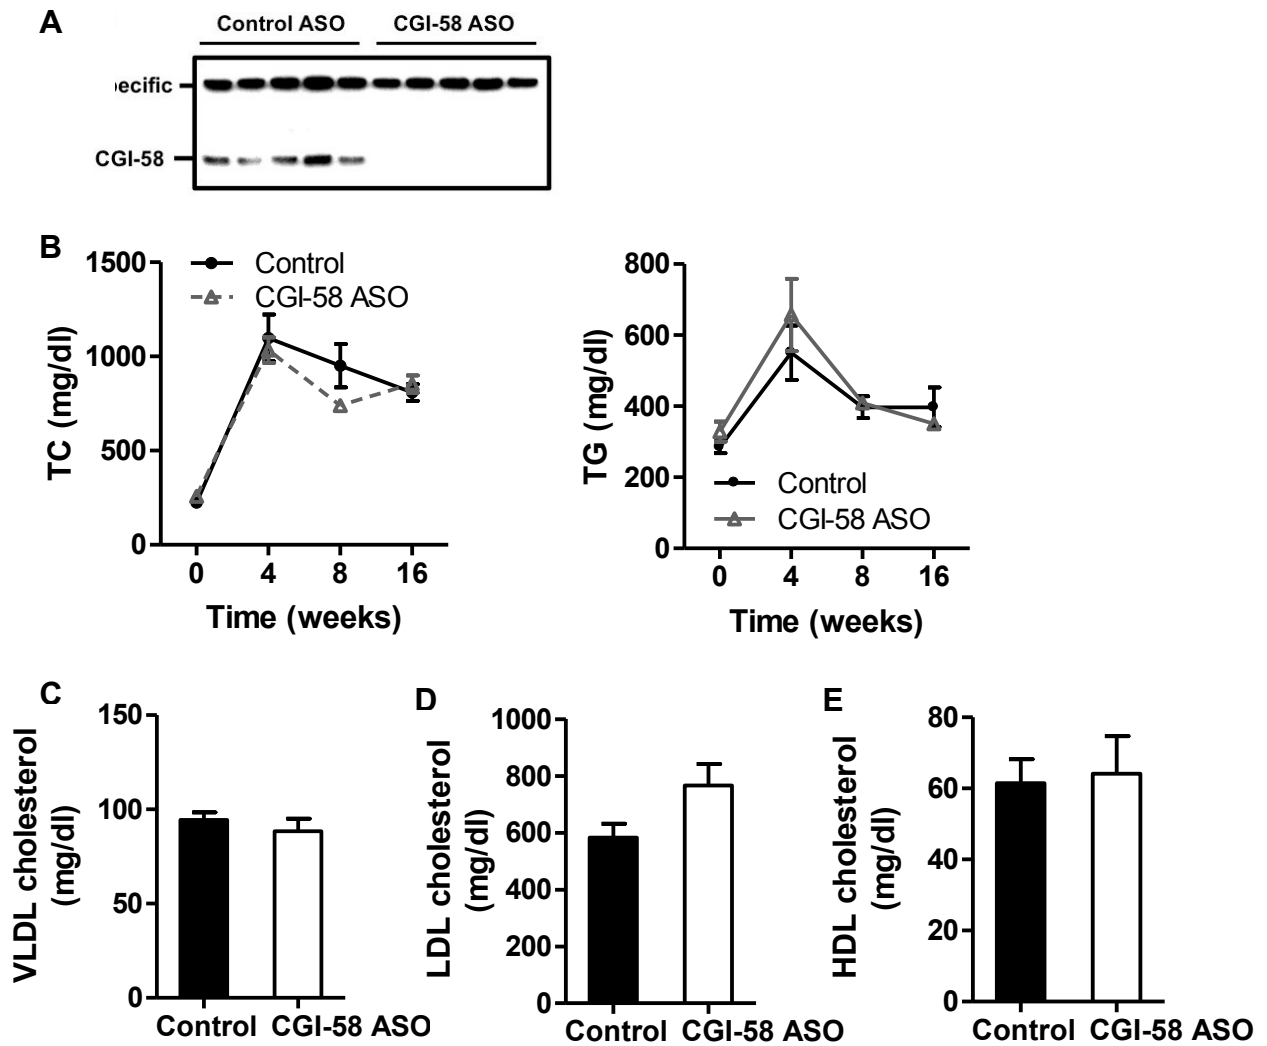 A
Control ASO CGI-58 ASO
ecific
CGI-58
B
1500
1000
500
0
TC (mg/dl)
Control
CGI-58 ASO
0 4 8 16
Time (weeks)
800
600
400
200
0
TG (mg/dl)
Control
CGI-58 ASO
0 4 8 16
Time (weeks)
C
150
100
50
0
VLDL cholesterol
(mg/dl)
Control CGI-58 ASO
D
1000
800
600
400
200
0
LDL cholesterol
(mg/dl)
Control CGI-58 ASO
E
80
60
40
20
0
HDL cholesterol
(mg/dl)
Control CGI-58 ASO